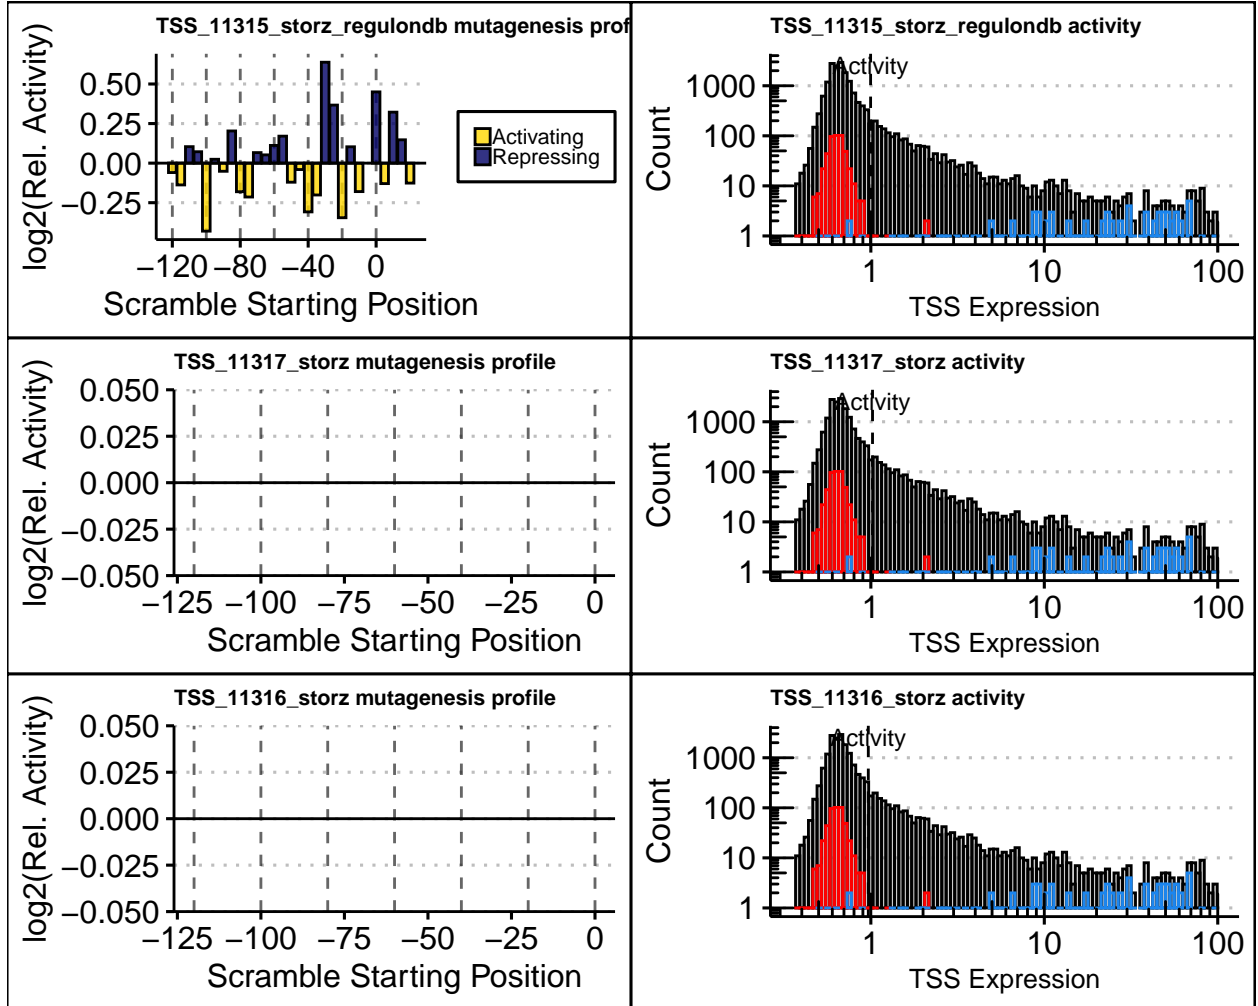 TSS_11315_storz_regulondb mutagenesis prof
log2(Rel. Activity)
0.50
0.25
0.00
−0.25
−120 −80 −40 0
Scramble Starting Position
Activating
Repressing
TSS_11315_storz_regulondb activity
Activity
Count
1000
100
10
1
1 10 100
TSS Expression
TSS_11317_storz mutagenesis profile
log2(Rel. Activity)
0.050
0.025
0.000
−0.025
−0.050
−125 −100 −75 −50 −25 0
Scramble Starting Position
TSS_11317_storz activity
Activity
Count
1000
100
10
1
1 10 100
TSS Expression
TSS_11316_storz mutagenesis profile
log2(Rel. Activity)
0.050
0.025
0.000
−0.025
−0.050
−125 −100 −75 −50 −25 0
Scramble Starting Position
TSS_11316_storz activity
Activity
Count
1000
100
10
1
1 10 100
TSS Expression